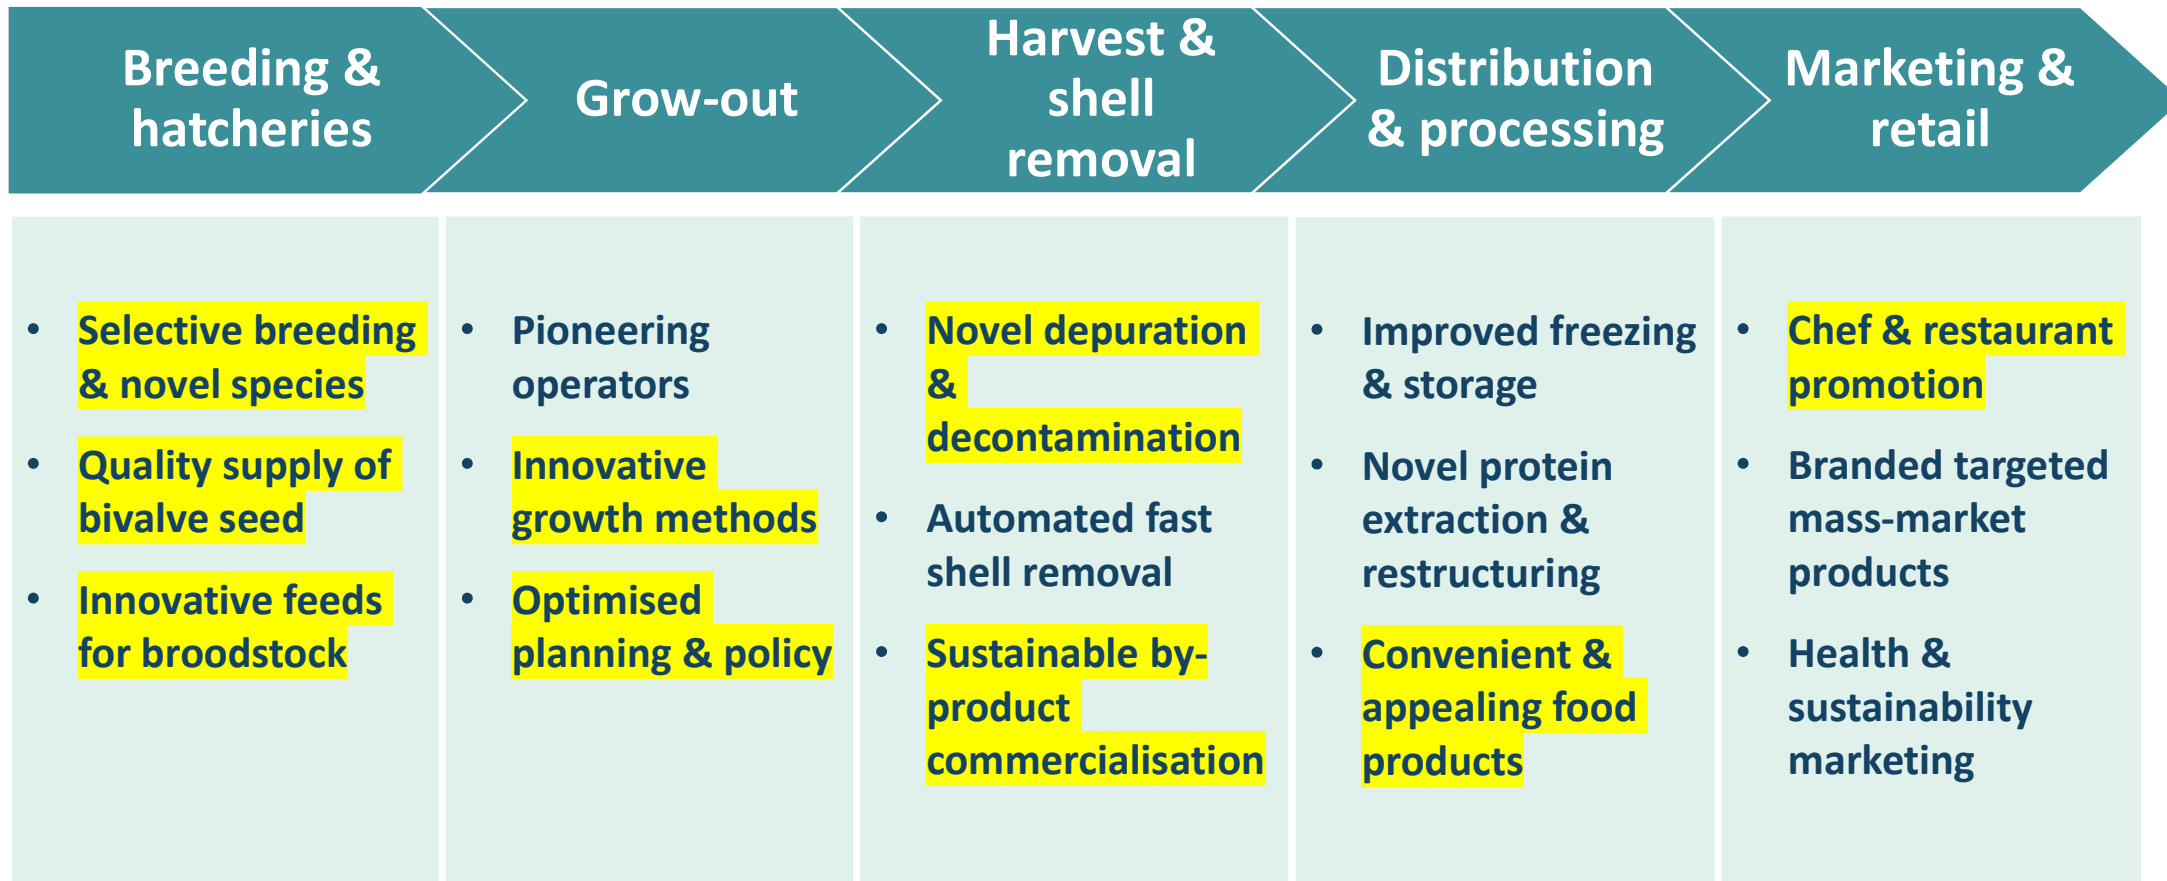 Breeding &
hatcheries
Grow-out
Harvest &
shell
removal
Distribution
& processing
Marketing &
retail
• Selective breeding
& novel species
• Quality supply of
bivalve seed
• Innovative feeds
for broodstock
• Pioneering
operators
• Innovative
growth methods
• Optimised
planning & policy
• Novel depuration
&
decontamination
• Automated fast
shell removal
• Sustainable by-
product
commercialisation
• Improved freezing
& storage
• Novel protein
extraction &
restructuring
• Convenient &
appealing food
products
• Chef & restaurant
promotion
• Branded targeted
mass-market
products
• Health &
sustainability
marketing